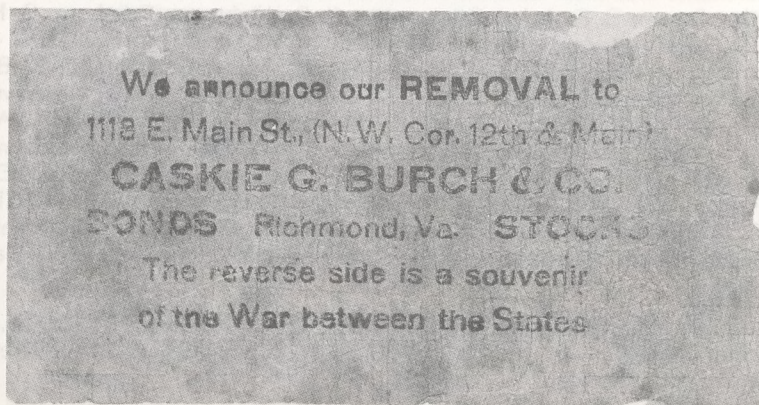 We announce our REMOVAL to
1118 E. Main St., (N. W. Cor. 12th & Main)
CASKIE G. BURCH & CO.
BONDS Richmond, Va. STOCKS
The reverse side is a souvenir
of the War between the States